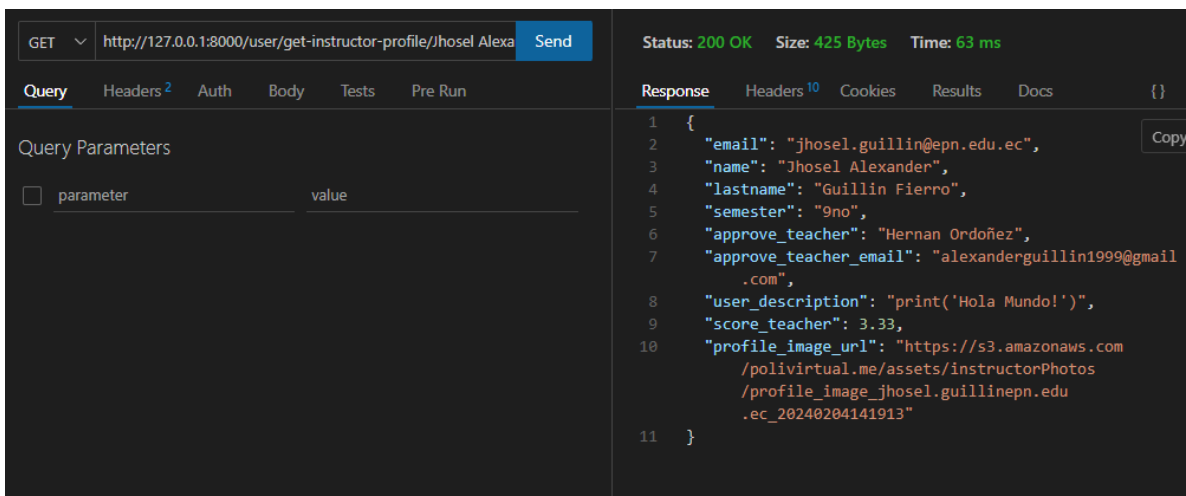 GET http://127.0.0.1:8000/user/get-instructor-profile/Jhosel Alexa Send
Query Headers 2 Auth Body Tests Pre Run
Query Parameters
parameter value
Status: 200 OK Size: 425 Bytes Time: 63 ms
Response Headers 10 Cookies Results Docs {}
Copy
1 {
2 "email": "jhosel.guillin@epn.edu.ec",
3 "name": "Jhosel Alexander",
4 "lastname": "Guillin Fierro",
5 "semester": "9no",
6 "approve_teacher": "Hernan Ordoñez",
7 "approve_teacher_email": "alexanderguillin1999@gmail
.com",
8 "user_description": "print('Hola Mundo!')",
9 "score_teacher": 3.33,
10 "profile_image_url": "https://s3.amazonaws.com
/polivirtual.me/assets/instructorPhotos
/profile_image_jhosel.guillinepn.edu
.ec_20240204141913"
11 }